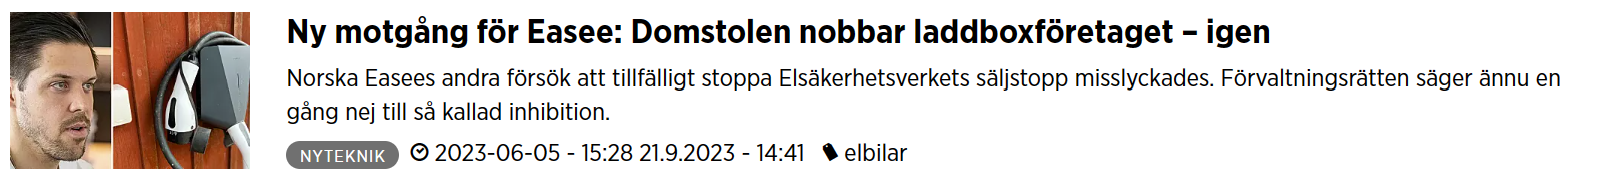 Ny motgång för Easee: Domstolen nobbar laddboxföretaget – igen
Norska Easees andra försök att tillfälligt stoppa Elsäkerhetsverkets säljstopp misslyckades. Förvaltningsrätten säger ännu en
gång nej till så kallad inhibition.
NYTEKNIK 2023-06-05 - 15:28 21.9.2023 - 14:41 elbilar